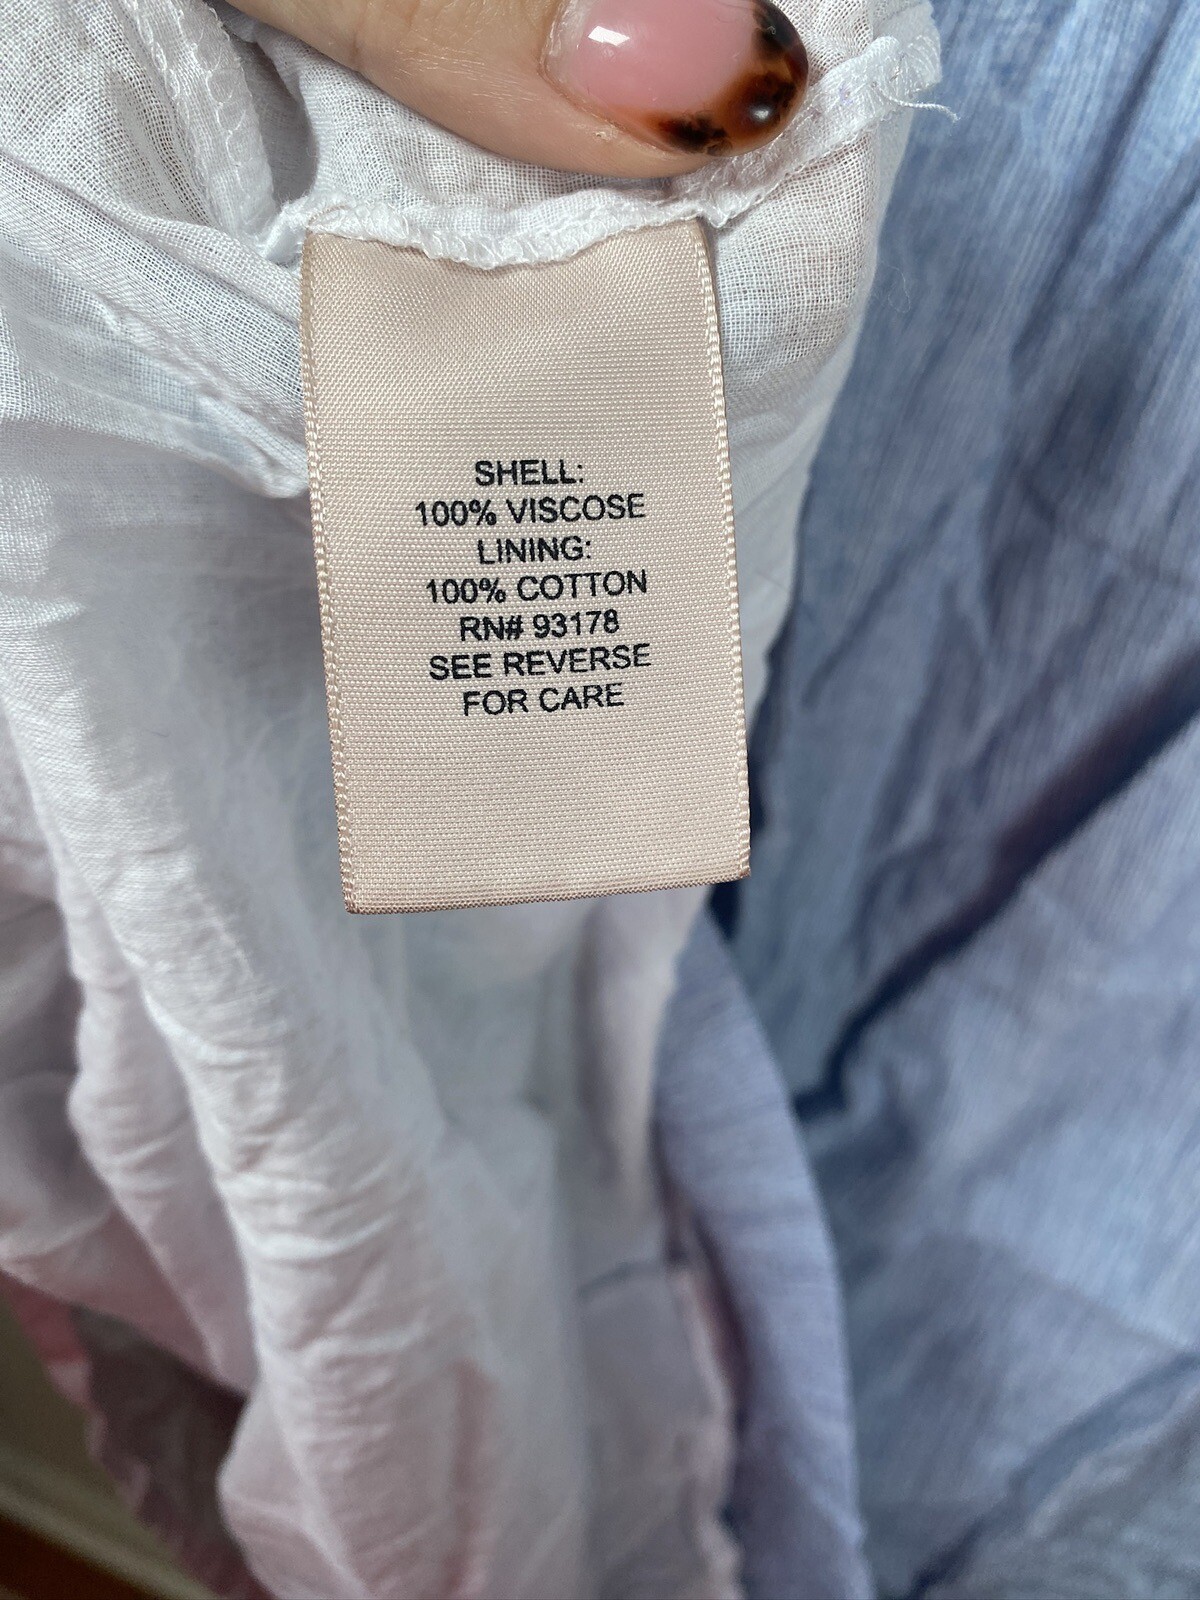 SHELL:
100% VISCOSE
LINING:
100% COTTON
RN# 93178
SEE REVERSE
FOR CARE